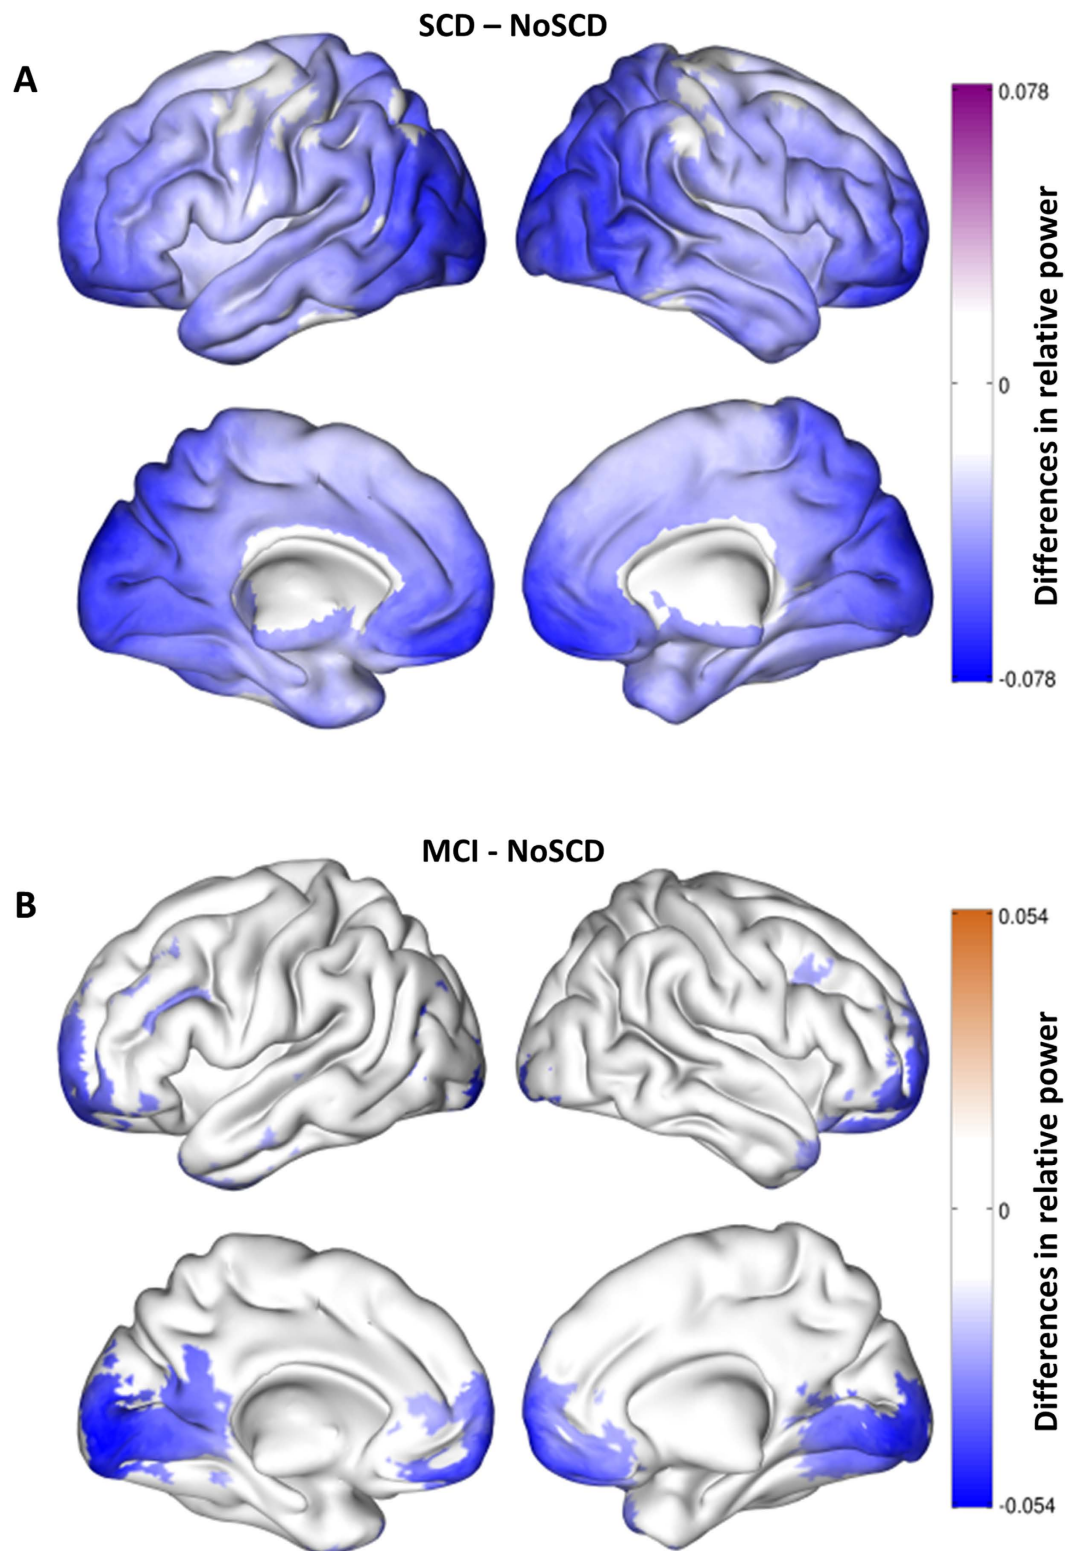 SCD – NoSCD
A
0.078
0
-0.078
Differences in relative power
MCI - NoSCD
B
0.054
0
-0.054
Differences in relative power